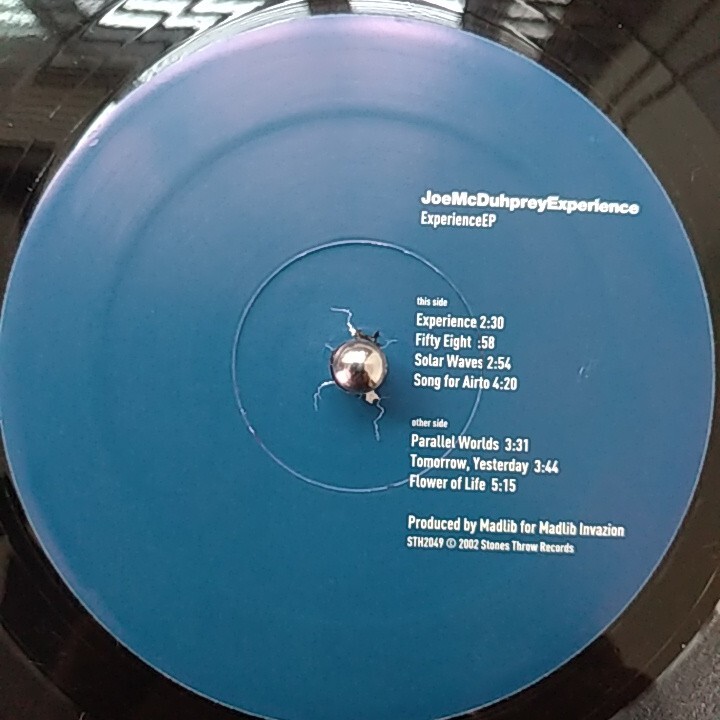 JoeMcDuhpreyExperience
ExperienceEP
this side
Experience 2:30
Fifty Eight :58
Solar Waves 2:54
Song for Airto 4:20
other side
Parallel Worlds 3:31
Tomorrow, Yesterday 3:44
Flower of Life 5:15
Produced by Madlib for Madlib Invazion
STH2049 © 2002 Stones Throw Records